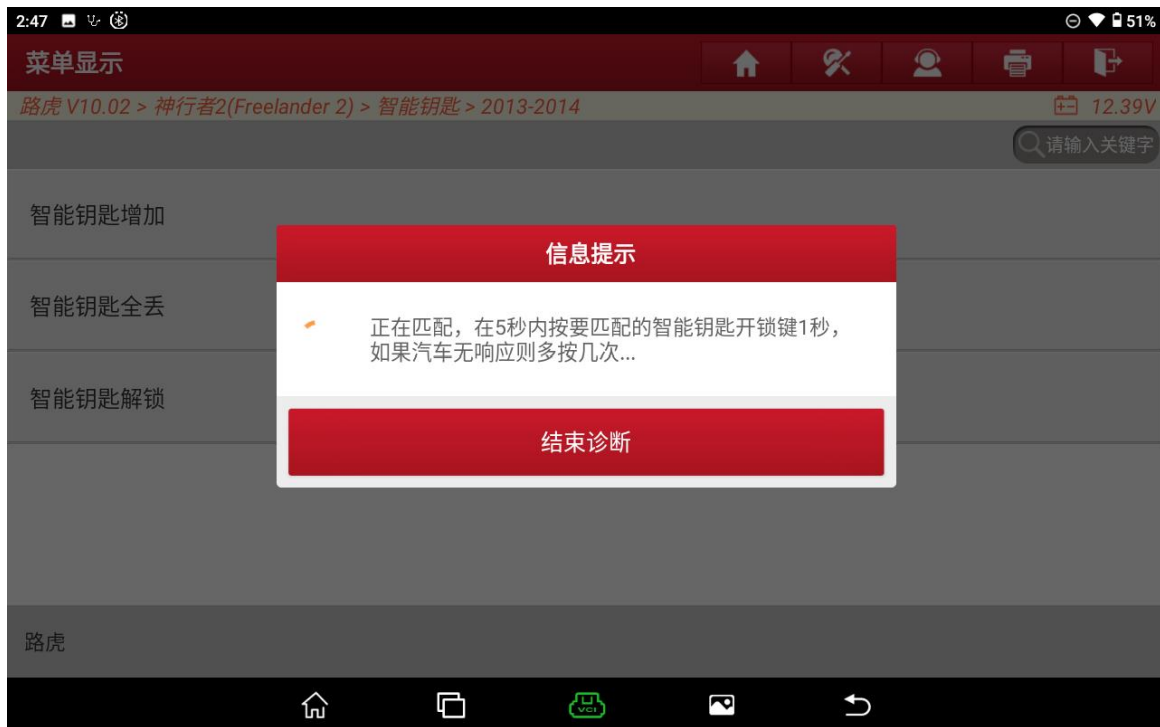 2:47
51%
菜单显示
路虎 V10.02 > 神行者2(Freelander 2) > 智能钥匙 > 2013-2014
12.39V
请输入关键字
智能钥匙增加
信息提示
智能钥匙全丢
正在匹配，在5秒内按要匹配的智能钥匙开锁键1秒，
如果汽车无响应则多按几次...
智能钥匙解锁
结束诊断
路虎
VCI